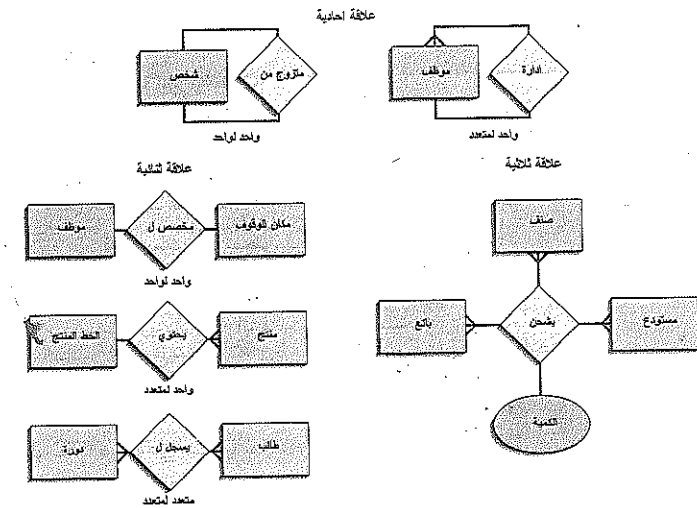 علاقة احادية
شخص
متزوج من
واحد لواحد
موظف
ادارة
واحد لمتعدد
علاقة ثنائية
موظف
مخصص ل
مكان للوقوف
واحد لواحد
الخط المنتج
يحتوي
منتج
واحد لمتعدد
دورة
يسجل ل
طالب
متعدد لمتعدد
علاقة ثلاثية
صنف
بائع
يشحن
مستودع
الكمية